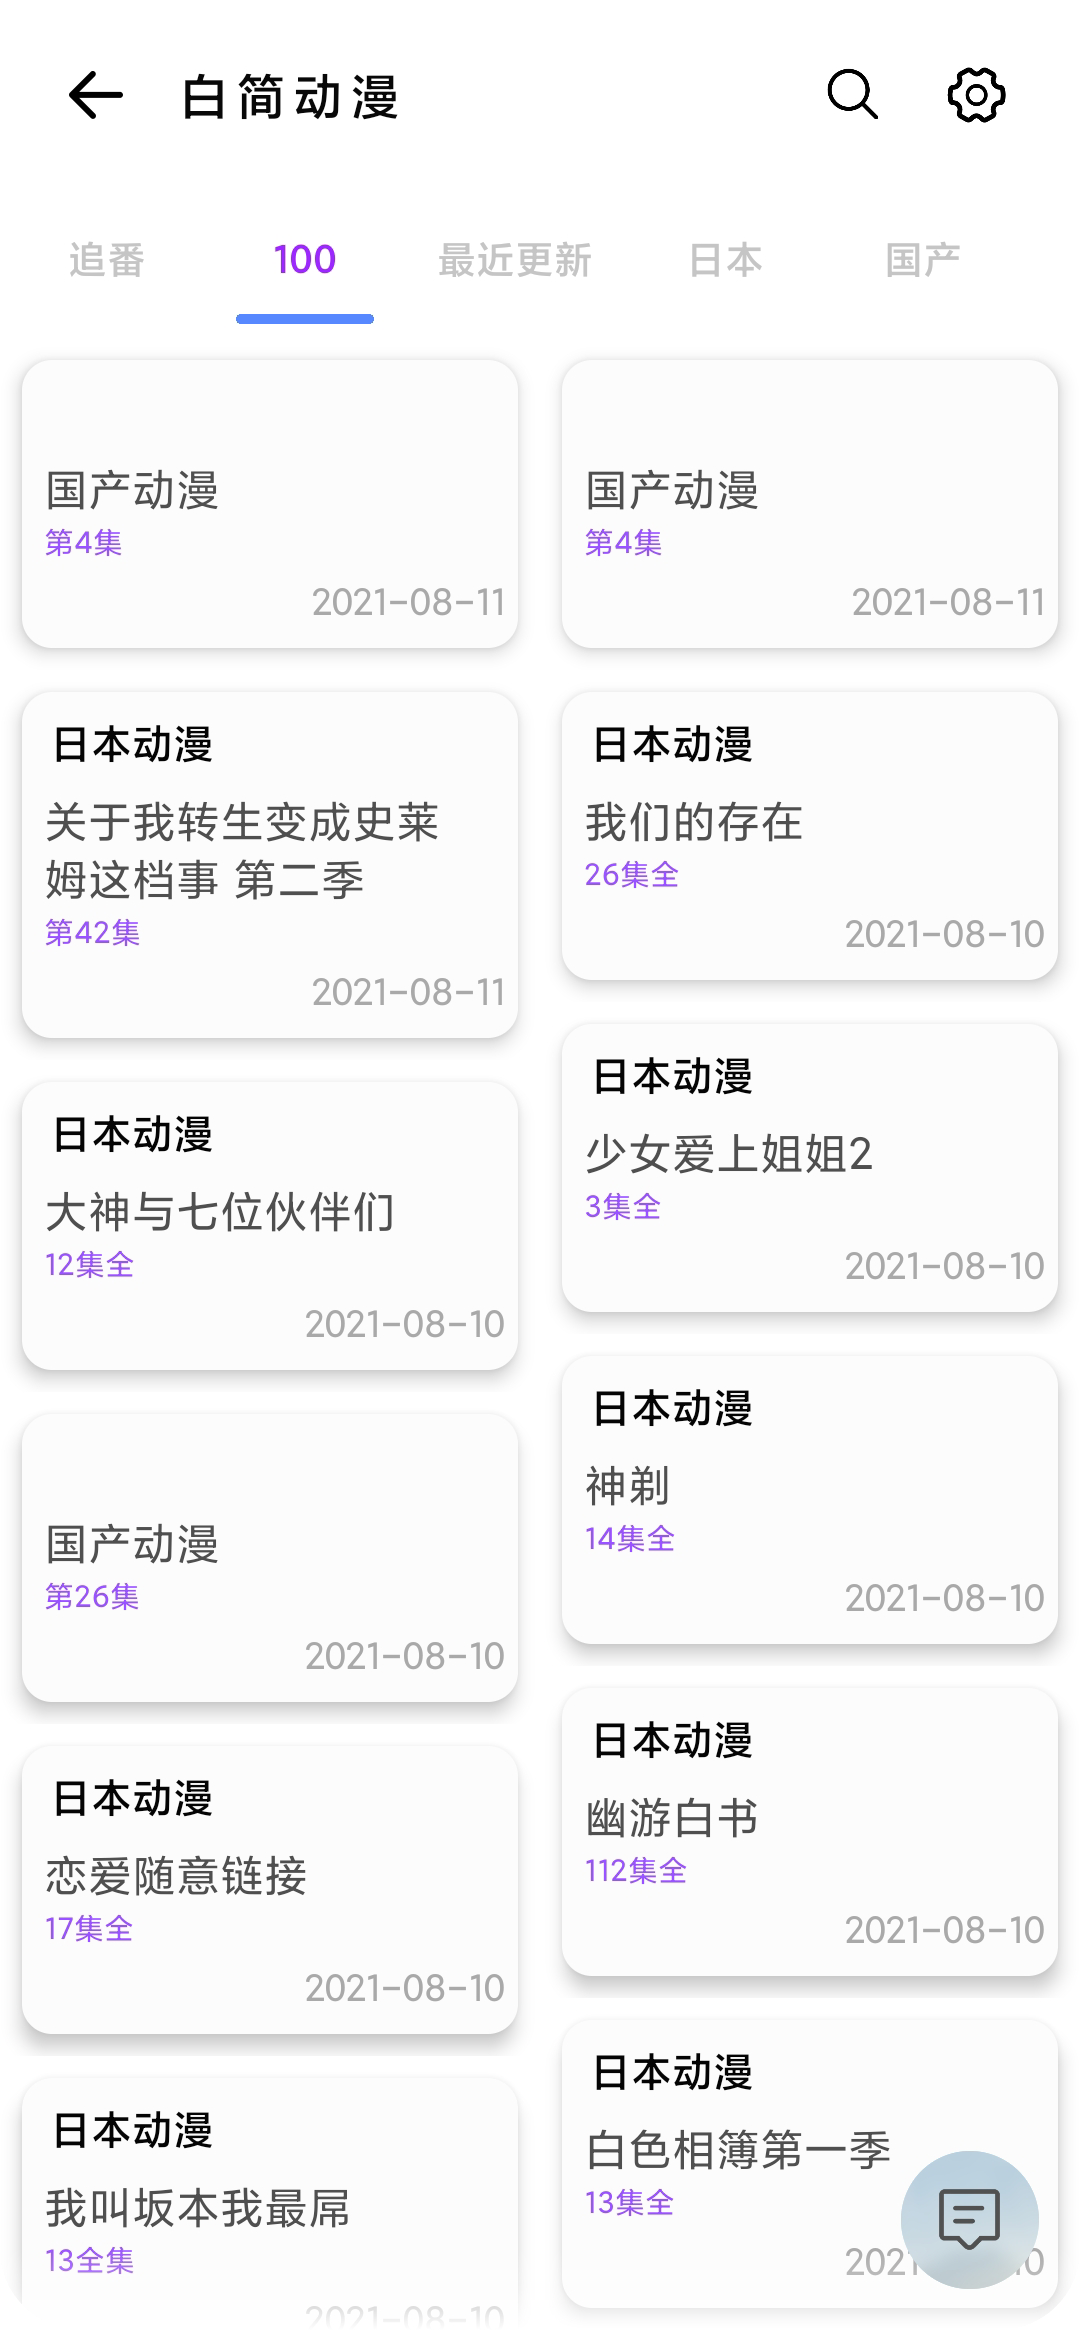 白简动漫
追番
100
最近更新
日本
国产
国产动漫
第4集
2021-08-11
国产动漫
第4集
2021-08-11
日本动漫
关于我转生变成史莱
姆这档事 第二季
第42集
2021-08-11
日本动漫
我们的存在
26集全
2021-08-10
日本动漫
少女爱上姐姐2
3集全
2021-08-10
日本动漫
大神与七位伙伴们
12集全
2021-08-10
日本动漫
神剃
14集全
2021-08-10
国产动漫
第26集
2021-08-10
日本动漫
幽游白书
112集全
2021-08-10
日本动漫
恋爱随意链接
17集全
2021-08-10
日本动漫
白色相簿第一季
13集全
日本动漫
我叫坂本我最屌
13全集
2021-08-10